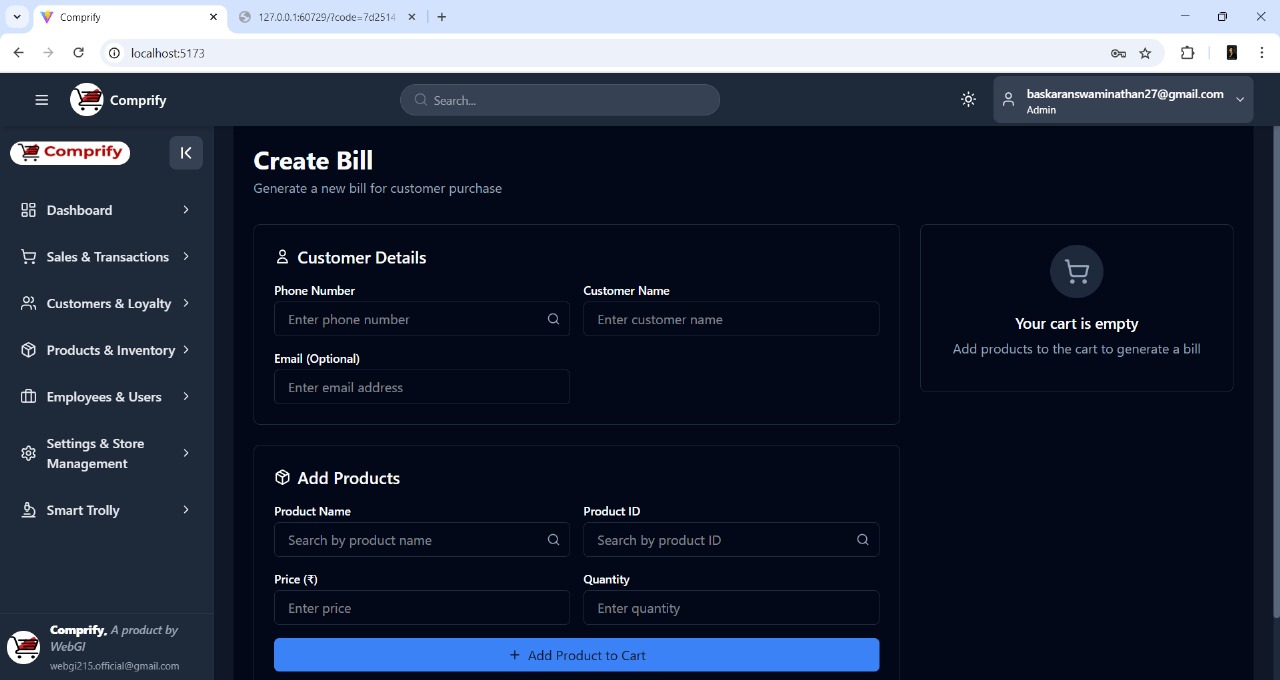 Comprify
127.0.0.1:60729/?code=7d2514
localhost:5173
Comprify
Search...
baskaranswaminathan27@gmail.com
Admin
Comprify
Dashboard
Sales & Transactions
Customers & Loyalty
Products & Inventory
Employees & Users
Settings & Store
Management
Smart Trolly
Comprify, A product by
WebGI
webgi215.official@gmail.com
Create Bill
Generate a new bill for customer purchase
Customer Details
Phone Number
Customer Name
Enter phone number
Enter customer name
Email (Optional)
Enter email address
Your cart is empty
Add products to the cart to generate a bill
Add Products
Product Name
Product ID
Search by product name
Search by product ID
Price (₹)
Quantity
Enter price
Enter quantity
+ Add Product to Cart